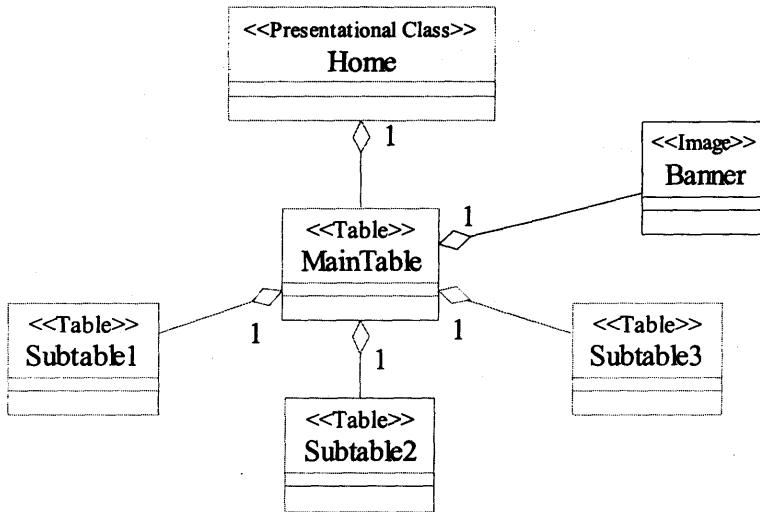 <<Presentational Class>>
Home
1
<<Image>>
Banner
1
<<Table>>
MainTable
<<Table>>
Subtable1
1
1
1
<<Table>>
Subtable3
<<Table>>
Subtable2